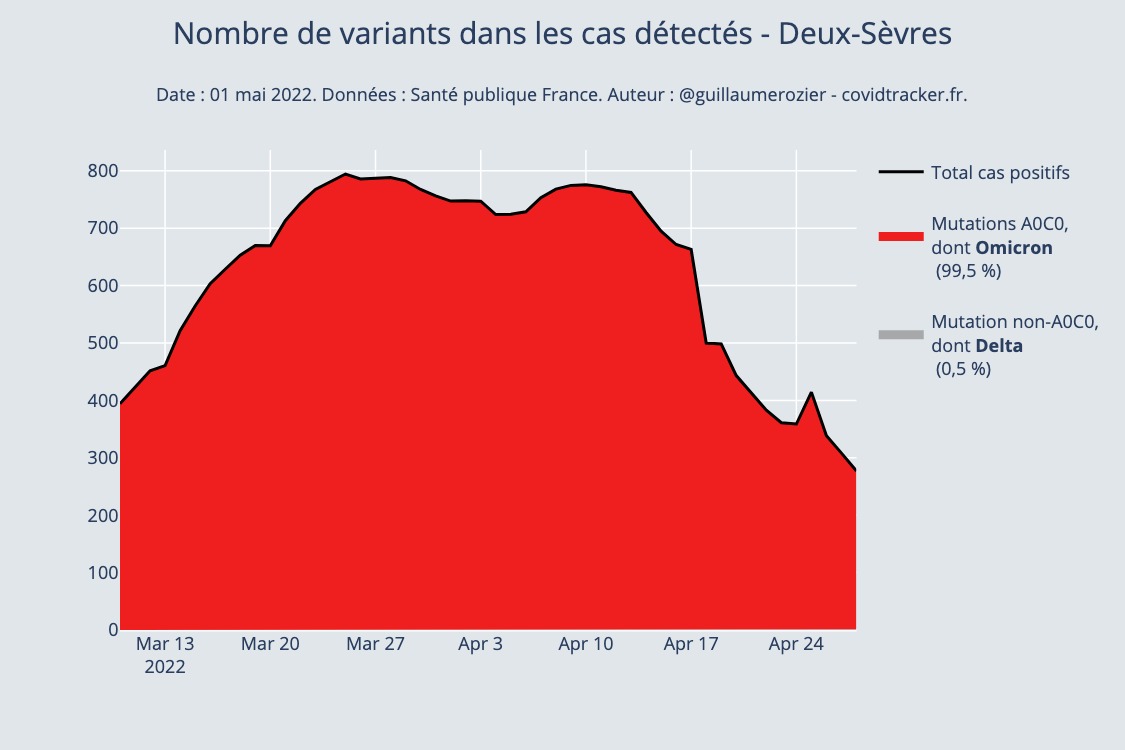 Nombre de variants dans les cas détectés - Deux-Sèvres
Date : 01 mai 2022. Données : Santé publique France. Auteur : @guillaumerozier - covidtracker.fr.
800
700
600
500
400
300
200
100
0
Mar 13
2022
Mar 20
Mar 27
Apr 3
Apr 10
Apr 17
Apr 24
Total cas positifs
Mutations A0C0,
dont Omicron
(99,5 %)
Mutation non-A0C0,
dont Delta
(0,5 %)